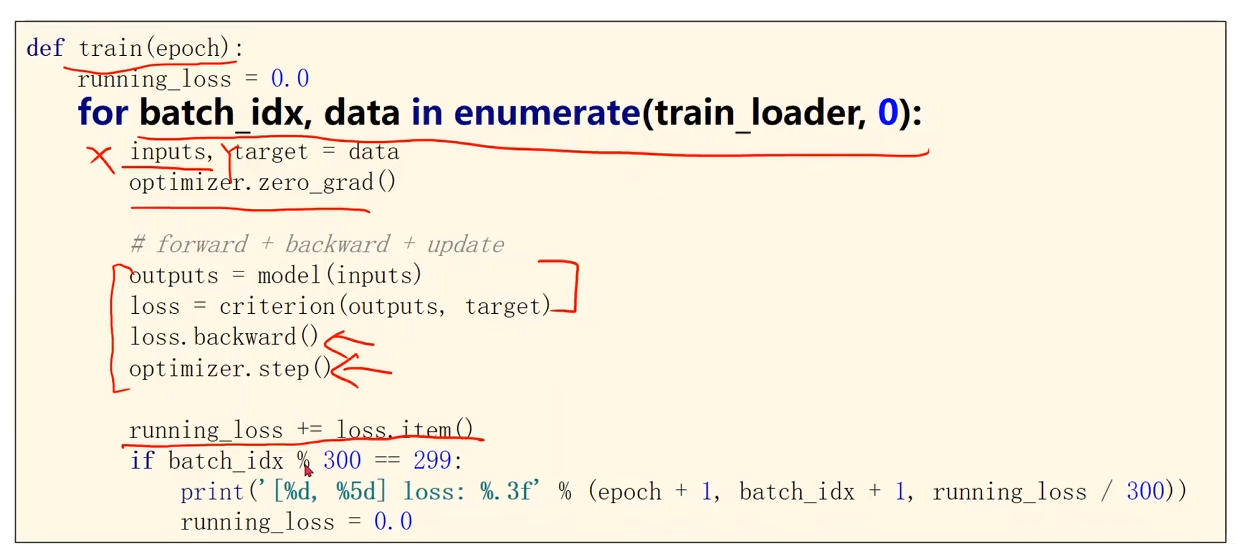 def train(epoch):
running_loss = 0.0
for batch_idx, data in enumerate(train_loader, 0):
x inputs, y target = data
optimizer.zero_grad()
# forward + backward + update
outputs = model(inputs)
loss = criterion(outputs, target)
loss.backward()
optimizer.step()
running_loss += loss.item()
if batch_idx % 300 == 299:
print('[%d, %5d] loss: %.3f' % (epoch + 1, batch_idx + 1, running_loss / 300))
running_loss = 0.0